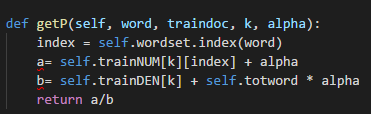 def getP(self, word, traindoc, k, alpha):
    index = self.wordset.index(word)
    a= self.trainNUM[k][index] + alpha
    b= self.trainDEN[k] + self.totword * alpha
    return a/b